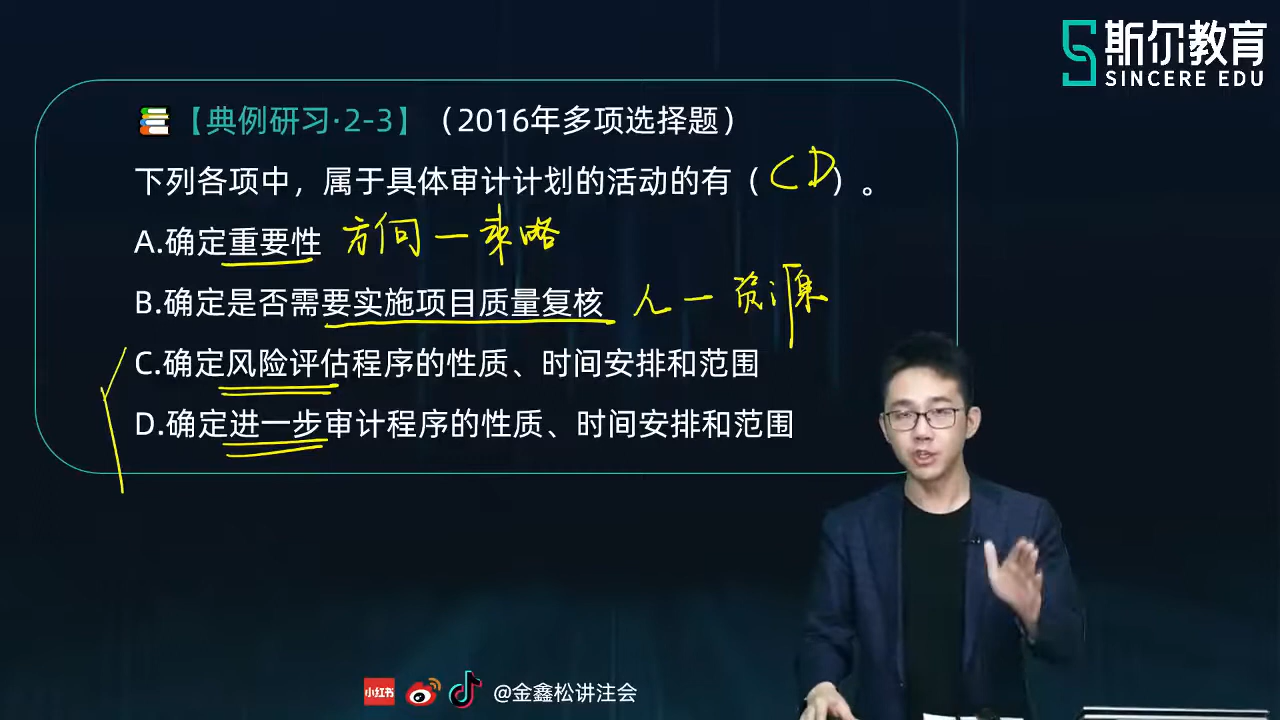 斯尔教育
SINCERE EDU
【典例研习·2-3】（2016年多项选择题）
下列各项中，属于具体审计计划的活动的有（CD）。
A.确定重要性 方向一策略
B.确定是否需要实施项目质量复核 人一资源
C.确定风险评估程序的性质、时间安排和范围
D.确定进一步审计程序的性质、时间安排和范围
小红书 @金鑫松讲注会